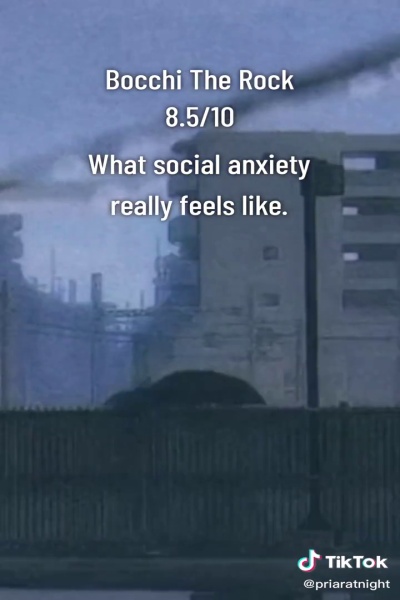 Bocchi The Rock
8.5/10
What social anxiety
really feels like.
TikTok
@priaratnight